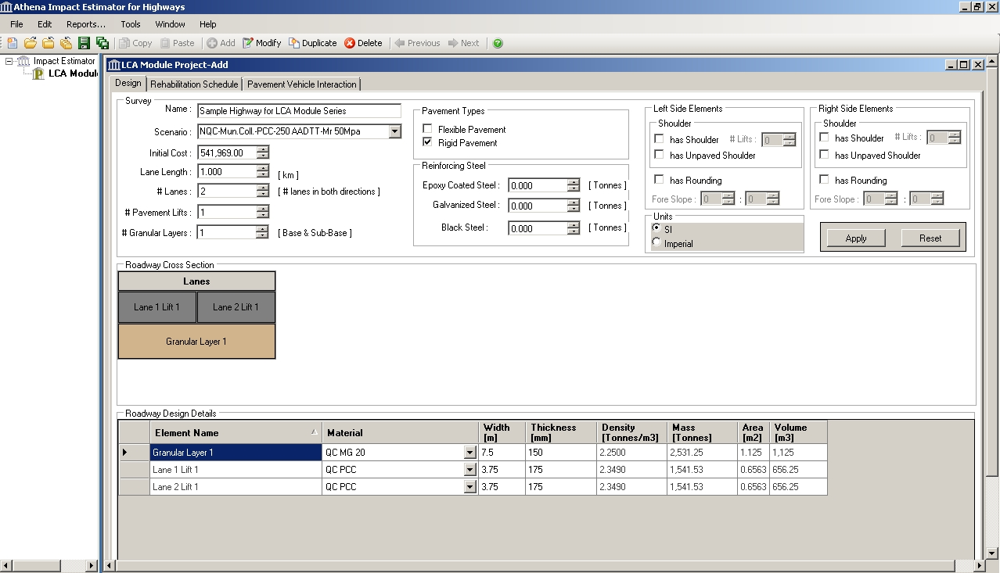 Athena Impact Estimator for Highways
File Edit Reports... Tools Window Help
Copy Paste Add Modify Duplicate Delete Previous Next
Impact Estimator
LCA Modul
LCA Module Project-Add
Design Rehabilitation Schedule Pavement Vehicle Interaction
Survey
Name : Sample Highway for LCA Module Series
Scenario : NQC-Mun.Coll.-PCC-250 AADTT-Mr 50Mpa
Initial Cost : 541,969.00
Lane Length : 1.000 [ km ]
# Lanes : 2 [ # lanes in both directions ]
# Pavement Lifts : 1
# Granular Layers : 1 [ Base & Sub-Base ]
Pavement Types
Flexible Pavement
Rigid Pavement
Reinforcing Steel
Epoxy Coated Steel : 0.000 [ Tonnes ]
Galvanized Steel : 0.000 [ Tonnes ]
Black Steel : 0.000 [ Tonnes ]
Left Side Elements
Shoulder
has Shoulder # Lifts : 0
has Unpaved Shoulder
has Rounding
Fore Slope : 0 : 0
Units
SI
Imperial
Right Side Elements
Shoulder
has Shoulder # Lifts : 0
has Unpaved Shoulder
has Rounding
Fore Slope : 0 : 0
Apply Reset
Roadway Cross Section
Lanes
Lane 1 Lift 1 Lane 2 Lift 1
Granular Layer 1
Roadway Design Details
Element Name Material Width [m] Thickness [mm] Density [Tonnes/m3] Mass [Tonnes] Area [m2] Volume [m3]
Granular Layer 1 QC MG 20 7.5 150 2.2500 2,531.25 1.125 1,125
Lane 1 Lift 1 QC PCC 3.75 175 2.3490 1,541.53 0.6563 656.25
Lane 2 Lift 1 QC PCC 3.75 175 2.3490 1,541.53 0.6563 656.25